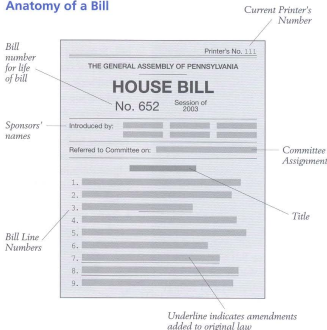 Anatomy of a Bill
Current Printer's
Number
Bill
number
for life
of bill
Printer's No. 111
THE GENERAL ASSEMBLY OF PENNSYLVANIA
HOUSE BILL
No. 652
Session of
2003
Sponsors'
names
Introduced by:
Referred to Committee on:
Committee
Assignment
Title
Bill Line
Numbers
1.
2.
3.
4.
5.
6.
7.
8.
9.
Underline indicates amendments
added to original law